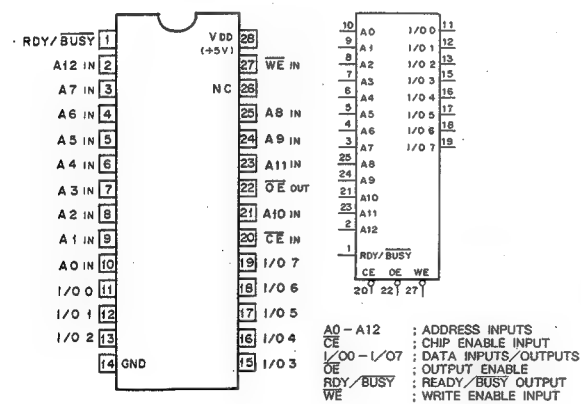 RDY/BUSY 1
A12 IN 2
A7 IN 3
A6 IN 4
A5 IN 5
A4 IN 6
A3 IN 7
A2 IN 8
A1 IN 9
A0 IN 10
I/O 0 11
I/O 1 12
I/O 2 13
14 GND
VDD 28
(+5V)
27 WE IN
NC 26
25 A8 IN
24 A9 IN
23 A11 IN
22 OE OUT
21 A10 IN
20 CE IN
19 I/O 7
18 I/O 6
17 I/O 5
16 I/O 4
15 I/O 3
10 A0 I/O 0 11
9 A1 I/O 1 12
8 A2 I/O 2 13
7 A3 I/O 3 15
6 A4 I/O 4 16
5 A5 I/O 5 17
4 A6 I/O 6 18
3 A7 I/O 7 19
25 A8
24 A9
21 A10
23 A11
2 A12
1 RDY/BUSY
CE OE WE
20 22 27
A0-A12 ; ADDRESS INPUTS
CE ; CHIP ENABLE INPUT
I/O0-I/O7 ; DATA INPUTS/OUTPUTS
OE ; OUTPUT ENABLE
RDY/BUSY ; READY/BUSY OUTPUT
WE ; WRITE ENABLE INPUT